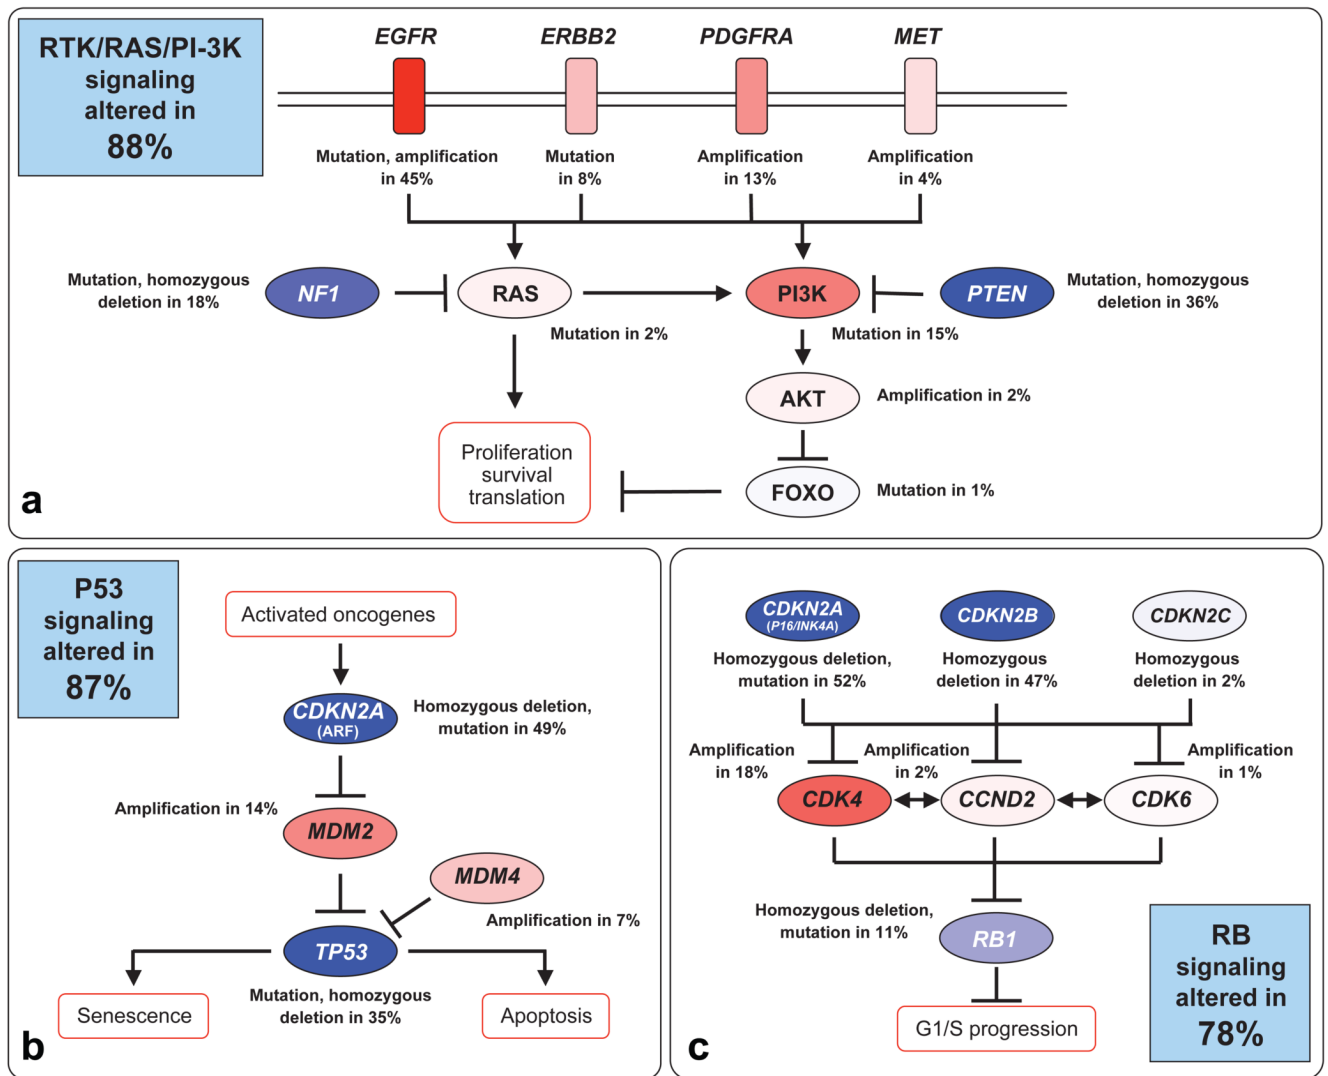 RTK/RAS/PI-3K
signaling
altered in
88%
EGFR
ERBB2
PDGFRA
MET
Mutation, amplification
in 45%
Mutation
in 8%
Amplification
in 13%
Amplification
in 4%
Mutation, homozygous
deletion in 18%
NF1
RAS
PI3K
PTEN
Mutation, homozygous
deletion in 36%
Mutation in 2%
Mutation in 15%
AKT
Amplification in 2%
Proliferation
survival
translation
FOXO
Mutation in 1%
a
P53
signaling
altered in
87%
Activated oncogenes
CDKN2A
(ARF)
Homozygous deletion,
mutation in 49%
Amplification in 14%
MDM2
MDM4
Amplification in 7%
TP53
Mutation, homozygous
deletion in 35%
Senescence
Apoptosis
b
CDKN2A
(P16/INK4A)
CDKN2B
CDKN2C
Homozygous deletion,
mutation in 52%
Homozygous
deletion in 47%
Homozygous
deletion in 2%
Amplification
in 18%
Amplification
in 2%
Amplification
in 1%
CDK4
CCND2
CDK6
Homozygous deletion,
mutation in 11%
RB1
G1/S progression
RB
signaling
altered in
78%
c